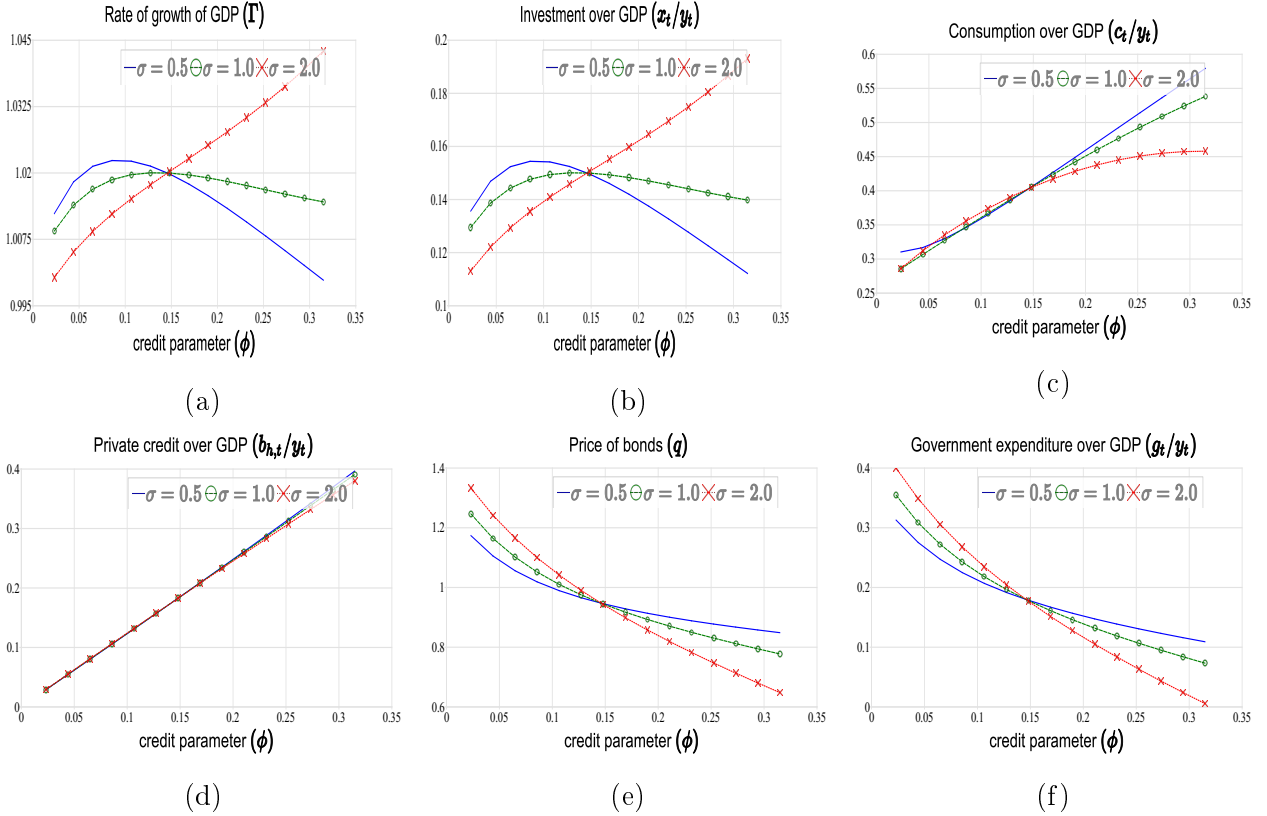 Rate of growth of GDP (Γ)
1.045
1.0325
1.02
1.0075
0.995
0 0.05 0.1 0.15 0.2 0.25 0.3 0.35
σ = 0.5 σ = 1.0 σ = 2.0
credit parameter (ϕ)
(a)
Investment over GDP (xₜ/yₜ)
0.2
0.18
0.16
0.14
0.12
0.1
0 0.05 0.1 0.15 0.2 0.25 0.3 0.35
σ = 0.5 σ = 1.0 σ = 2.0
credit parameter (ϕ)
(b)
Consumption over GDP (cₜ/yₜ)
0.6
0.55
0.5
0.45
0.4
0.35
0.3
0.25
0 0.05 0.1 0.15 0.2 0.25 0.3 0.35
σ = 0.5 σ = 1.0 σ = 2.0
credit parameter (ϕ)
(c)
Private credit over GDP (bₕ,ₜ/yₜ)
0.4
0.3
0.2
0.1
0
0 0.05 0.1 0.15 0.2 0.25 0.3 0.35
σ = 0.5 σ = 1.0 σ = 2.0
credit parameter (ϕ)
(d)
Price of bonds (q)
1.4
1.2
1
0.8
0.6
0 0.05 0.1 0.15 0.2 0.25 0.3 0.35
σ = 0.5 σ = 1.0 σ = 2.0
credit parameter (ϕ)
(e)
Government expenditure over GDP (gₜ/yₜ)
0.4
0.3
0.2
0.1
0
0 0.05 0.1 0.15 0.2 0.25 0.3 0.35
σ = 0.5 σ = 1.0 σ = 2.0
credit parameter (ϕ)
(f)